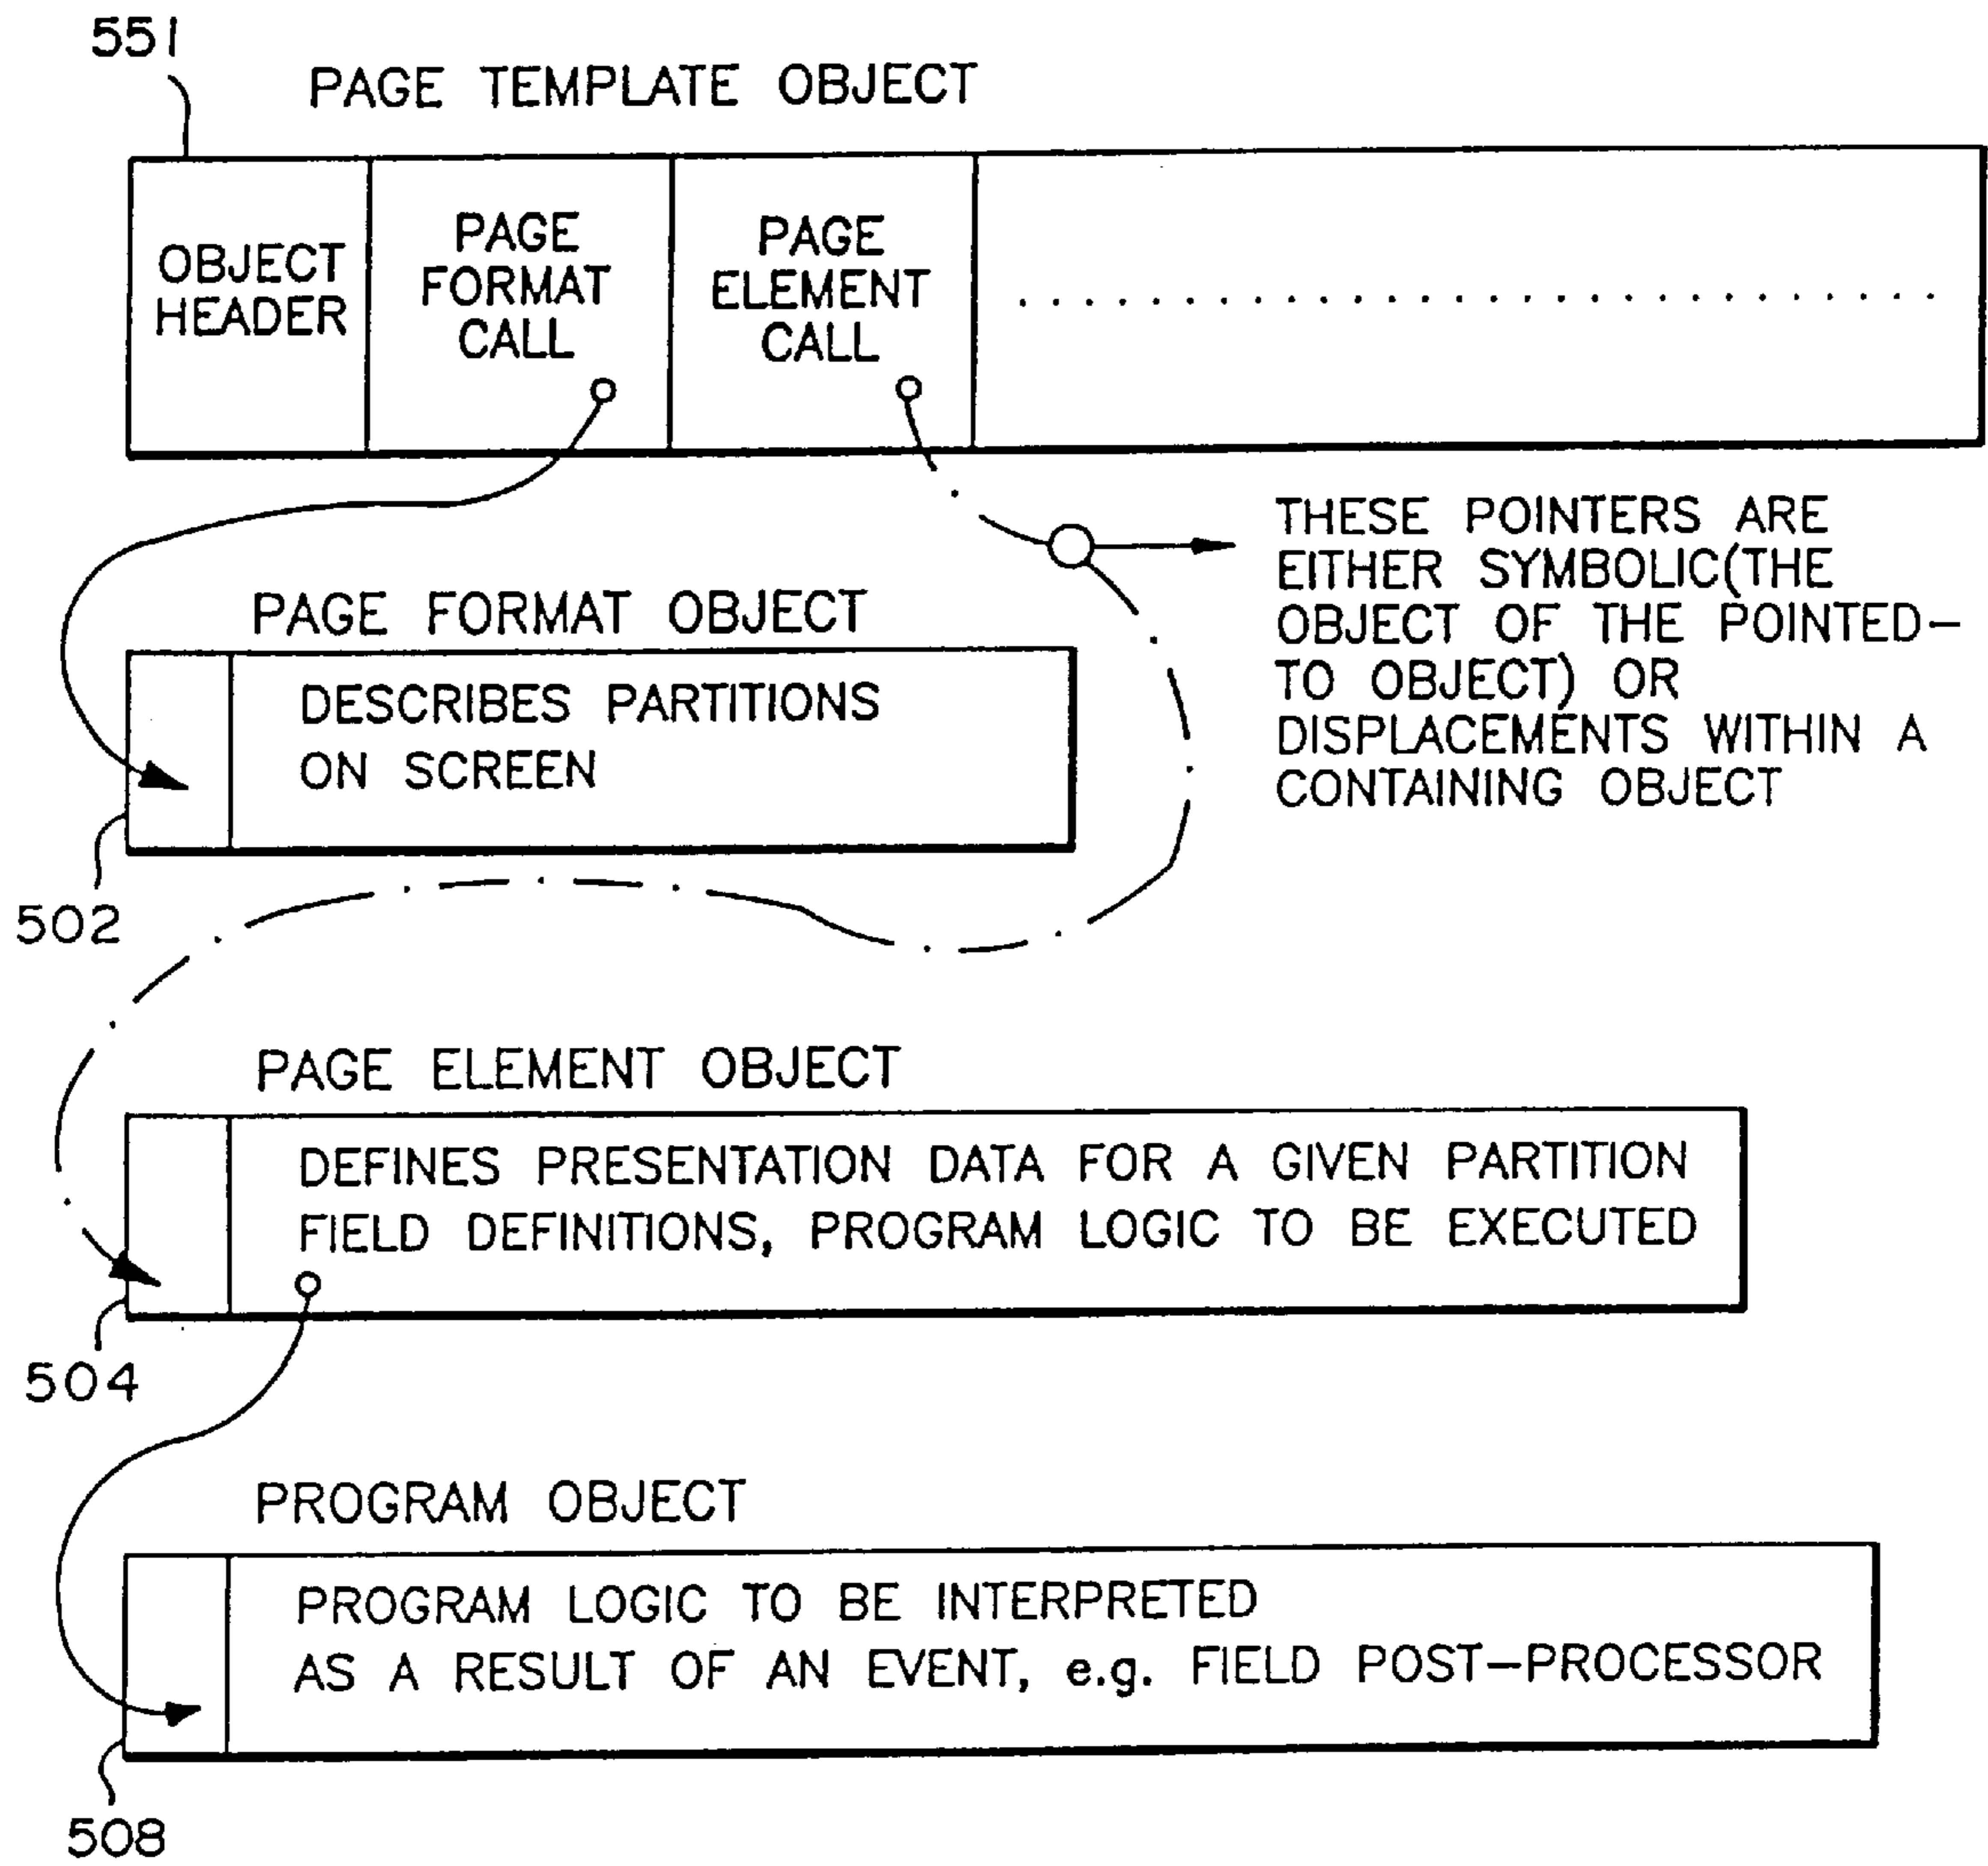 551
PAGE TEMPLATE OBJECT
OBJECT
HEADER
PAGE
FORMAT
CALL
PAGE
ELEMENT
CALL
THESE POINTERS ARE
EITHER SYMBOLIC(THE
OBJECT OF THE POINTED-
TO OBJECT) OR
DISPLACEMENTS WITHIN A
CONTAINING OBJECT
PAGE FORMAT OBJECT
DESCRIBES PARTITIONS
ON SCREEN
502
PAGE ELEMENT OBJECT
DEFINES PRESENTATION DATA FOR A GIVEN PARTITION
FIELD DEFINITIONS, PROGRAM LOGIC TO BE EXECUTED
504
PROGRAM OBJECT
PROGRAM LOGIC TO BE INTERPRETED
AS A RESULT OF AN EVENT, e.g. FIELD POST-PROCESSOR
508